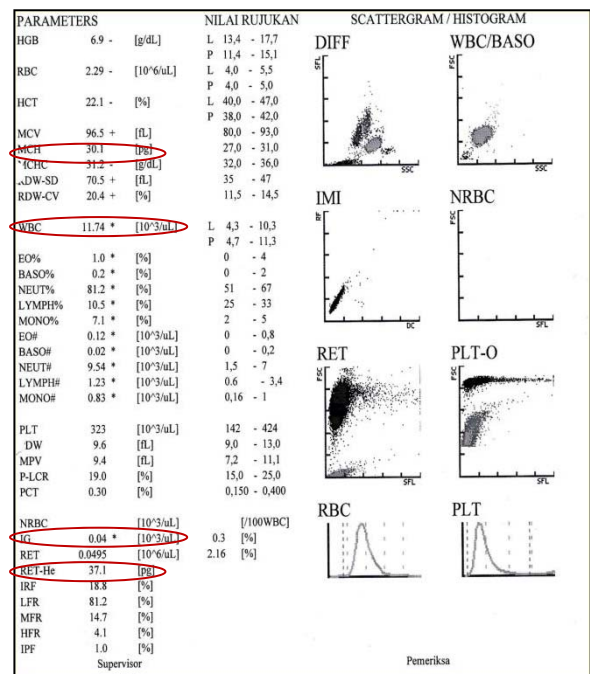 PARAMETERS NILAI RUJUKAN SCATTERGRAM / HISTOGRAM
HGB 6.9 - [g/dL] L 13,4 - 17,7
P 11,4 - 15,1
RBC 2.29 - [10^6/uL] L 4,0 - 5,5
P 4,0 - 5,0
HCT 22.1 - [%] L 40,0 - 47,0
P 38,0 - 42,0
MCV 96.5 + [fL] 80,0 - 93,0
MCH 30.1 [pg] 27,0 - 31,0
MCHC 31.2 - [g/dL] 32,0 - 36,0
RDW-SD 70.5 + [fL] 35 - 47
RDW-CV 20.4 + [%] 11,5 - 14,5
WBC 11.74 * [10^3/uL] L 4,3 - 10,3
P 4,7 - 11,3
EO% 1.0 * [%] 0 - 4
BASO% 0.2 * [%] 0 - 2
NEUT% 81.2 * [%] 51 - 67
LYMPH% 10.5 * [%] 25 - 33
MONO% 7.1 * [%] 2 - 5
EO# 0.12 * [10^3/uL] 0 - 0,8
BASO# 0.02 * [10^3/uL] 0 - 0,2
NEUT# 9.54 * [10^3/uL] 1,5 - 7
LYMPH# 1.23 * [10^3/uL] 0.6 - 3,4
MONO# 0.83 * [10^3/uL] 0,16 - 1
PLT 323 [10^3/uL] 142 - 424
DW 9.6 [fL] 9,0 - 13,0
MPV 9.4 [fL] 7,2 - 11,1
P-LCR 19.0 [%] 15,0 - 25,0
PCT 0.30 [%] 0,150 - 0,400
NRBC [10^3/uL] [/100WBC]
IG 0.04 * [10^3/uL] 0.3 [%]
RET 0.0495 [10^6/uL] 2.16 [%]
RET-He 37.1 [pg]
IRF 18.8 [%]
LFR 81.2 [%]
MFR 14.7 [%]
HFR 4.1 [%]
IPF 1.0 [%]
Supervisor Pemeriksa
DIFF WBC/BASO
SFL FSC
SSC SSC
IMI NRBC
RF FSC
DC SFL
RET PLT-O
FSC FSC
SFL SFL
RBC PLT